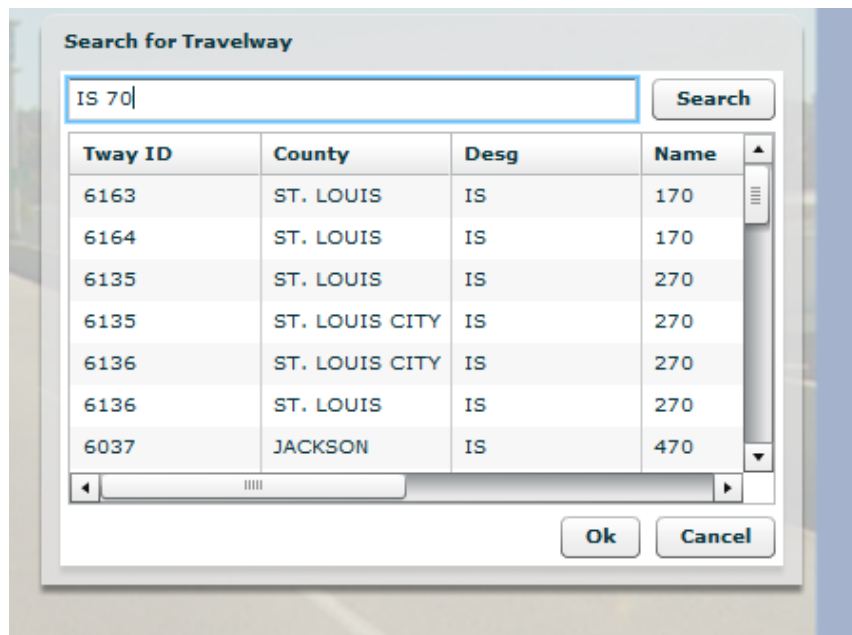 Search for Travelway
IS 70 Search
Tway ID County Desg Name
6163 ST. LOUIS IS 170
6164 ST. LOUIS IS 170
6135 ST. LOUIS IS 270
6135 ST. LOUIS CITY IS 270
6136 ST. LOUIS CITY IS 270
6136 ST. LOUIS IS 270
6037 JACKSON IS 470
Ok Cancel